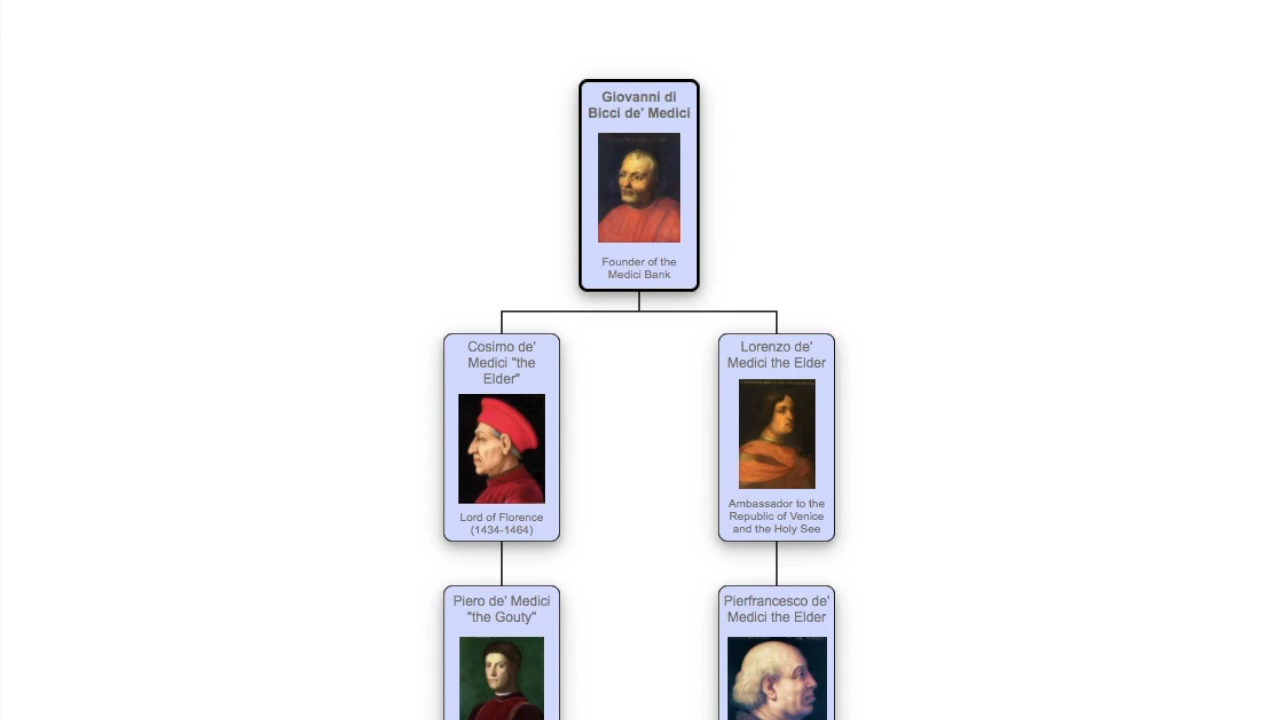 Giovanni di
Bicci de' Medici
Founder of the
Medici Bank
Cosimo de'
Medici "the
Elder"
Lord of Florence
(1434-1464)
Lorenzo de'
Medici the Elder
Ambassador to the
Republic of Venice
and the Holy See
Piero de' Medici
"the Gouty"
Pierfrancesco de'
Medici the Elder